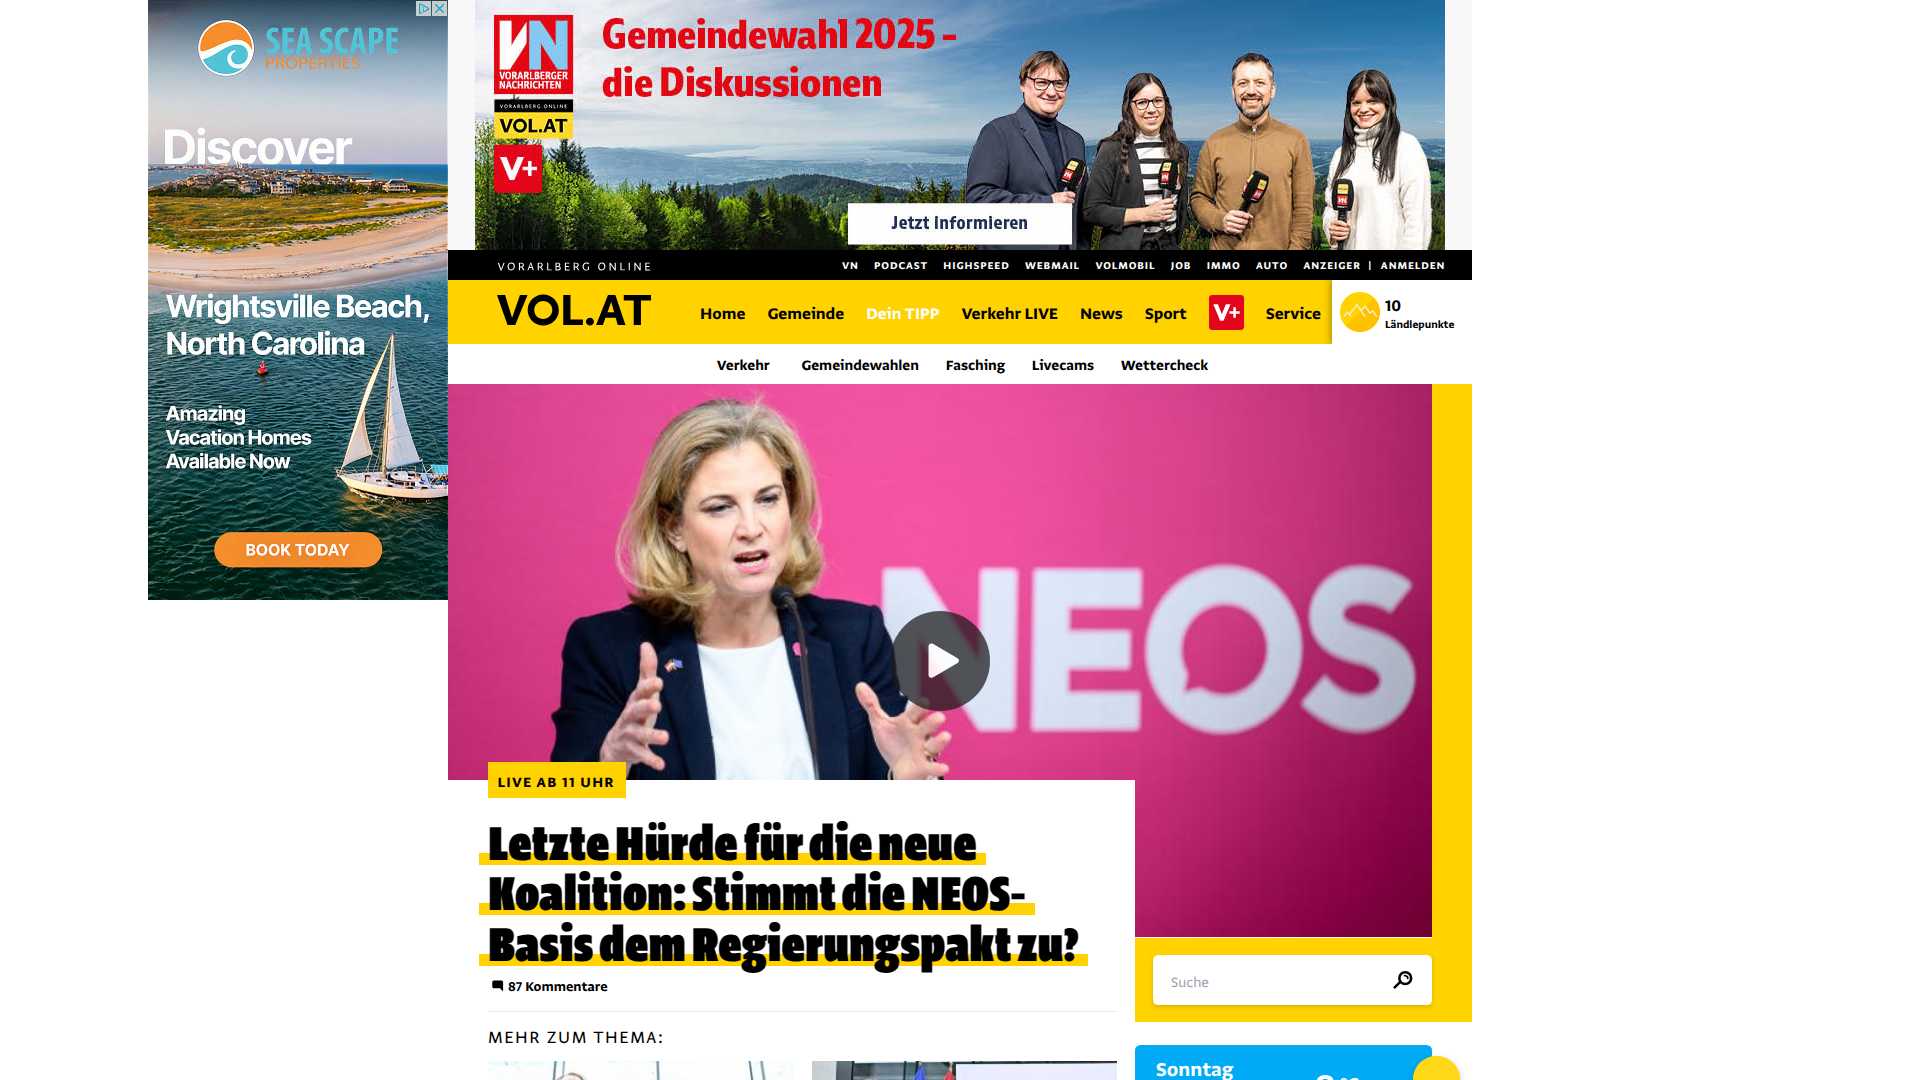 SEA SCAPE
PROPERTIES
Discover
Wrightsville Beach,
North Carolina
Amazing
Vacation Homes
Available Now
BOOK TODAY
VN
VORARLBERGER
NACHRICHTEN
VORARLBERG ONLINE
VOL.AT
V+
Gemeindewahl 2025 –
die Diskussionen
Jetzt Informieren
VORARLBERG ONLINE
VN PODCAST HIGHSPEED WEBMAIL VOLMOBIL JOB IMMO AUTO ANZEIGER | ANMELDEN
VOL.AT
Home Gemeinde Dein TIPP Verkehr LIVE News Sport V+ Service
10
Ländlepunkte
Verkehr Gemeindewahlen Fasching Livecams Wettercheck
NEOS
LIVE AB 11 UHR
Letzte Hürde für die neue
Koalition: Stimmt die NEOS-
Basis dem Regierungspakt zu?
87 Kommentare
MEHR ZUM THEMA:
Suche
Sonntag